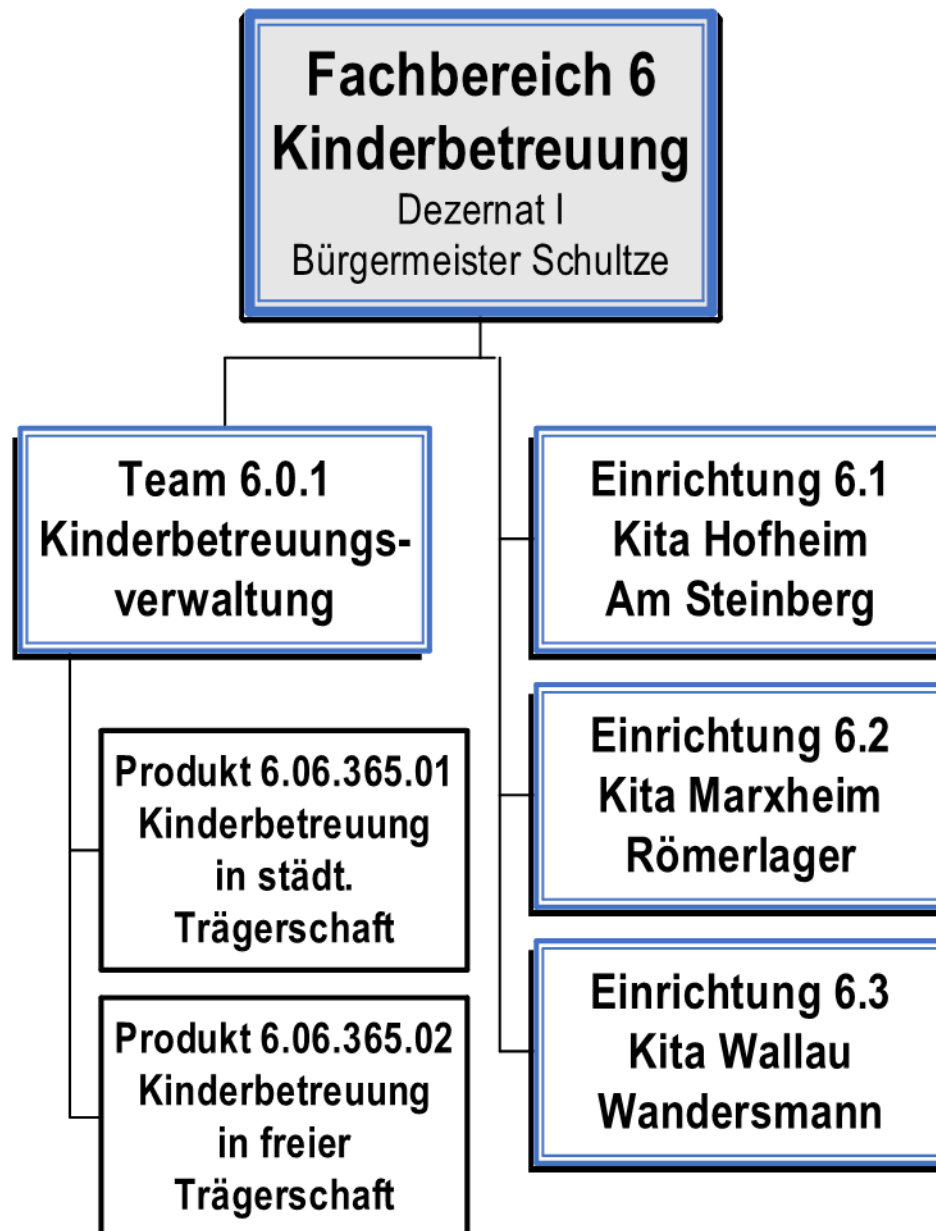 Fachbereich 6
Kinderbetreuung
Dezernat I
Bürgermeister Schultze
Team 6.0.1
Kinderbetreuungs-
verwaltung
Produkt 6.06.365.01
Kinderbetreuung
in städt.
Trägerschaft
Produkt 6.06.365.02
Kinderbetreuung
in freier
Trägerschaft
Einrichtung 6.1
Kita Hofheim
Am Steinberg
Einrichtung 6.2
Kita Marxheim
Römerlager
Einrichtung 6.3
Kita Wallau
Wandersmann